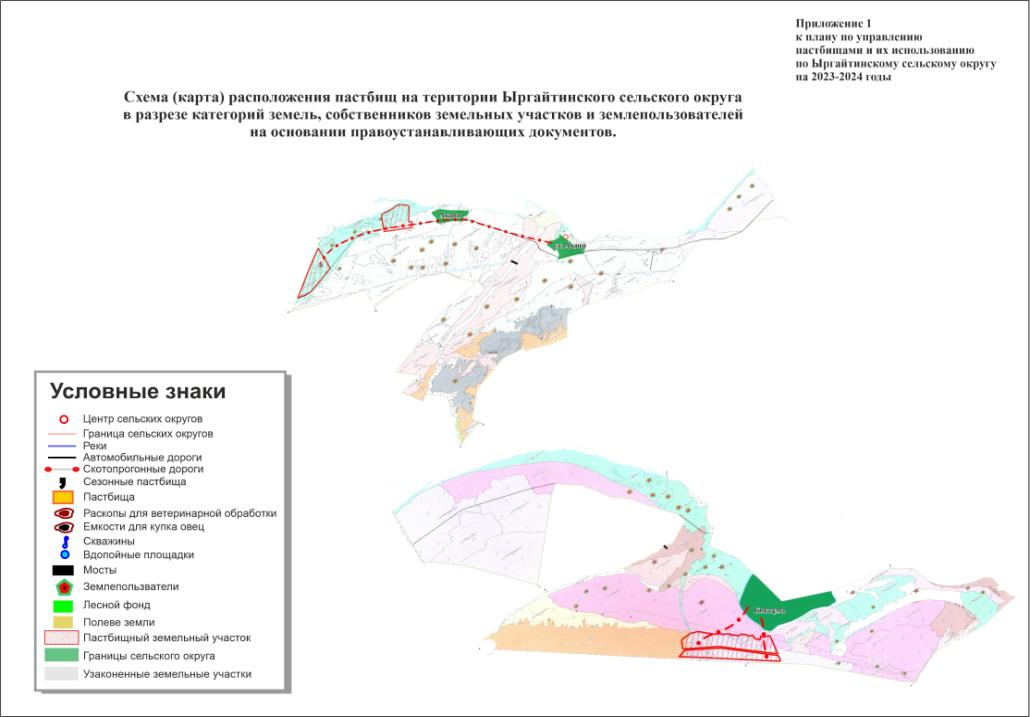 Приложение 1
к плану по управлению
пастбищами и их использованию
по Ыргайтинскому сельскому округу
на 2023-2024 годы
Схема (карта) расположения пастбищ на територии Ыргайтинского сельского округа
в разрезе категорий земель, собственников земельных участков и землепользователей
на основании правоустанавливающих документов.
Условные знаки
Центр сельских округов
Граница сельских округов
Реки
Автомобильные дороги
Скотопрогонные дороги
Сезонные пастбища
Пастбища
Расколы для ветеринарной обработки
Емкости для купка овец
Скважины
Вдопойные площадки
Мосты
Землепользватели
Лесной фонд
Полеве земли
Пастбищный земельный участок
Границы сельского округа
Узаконенные земельные участки